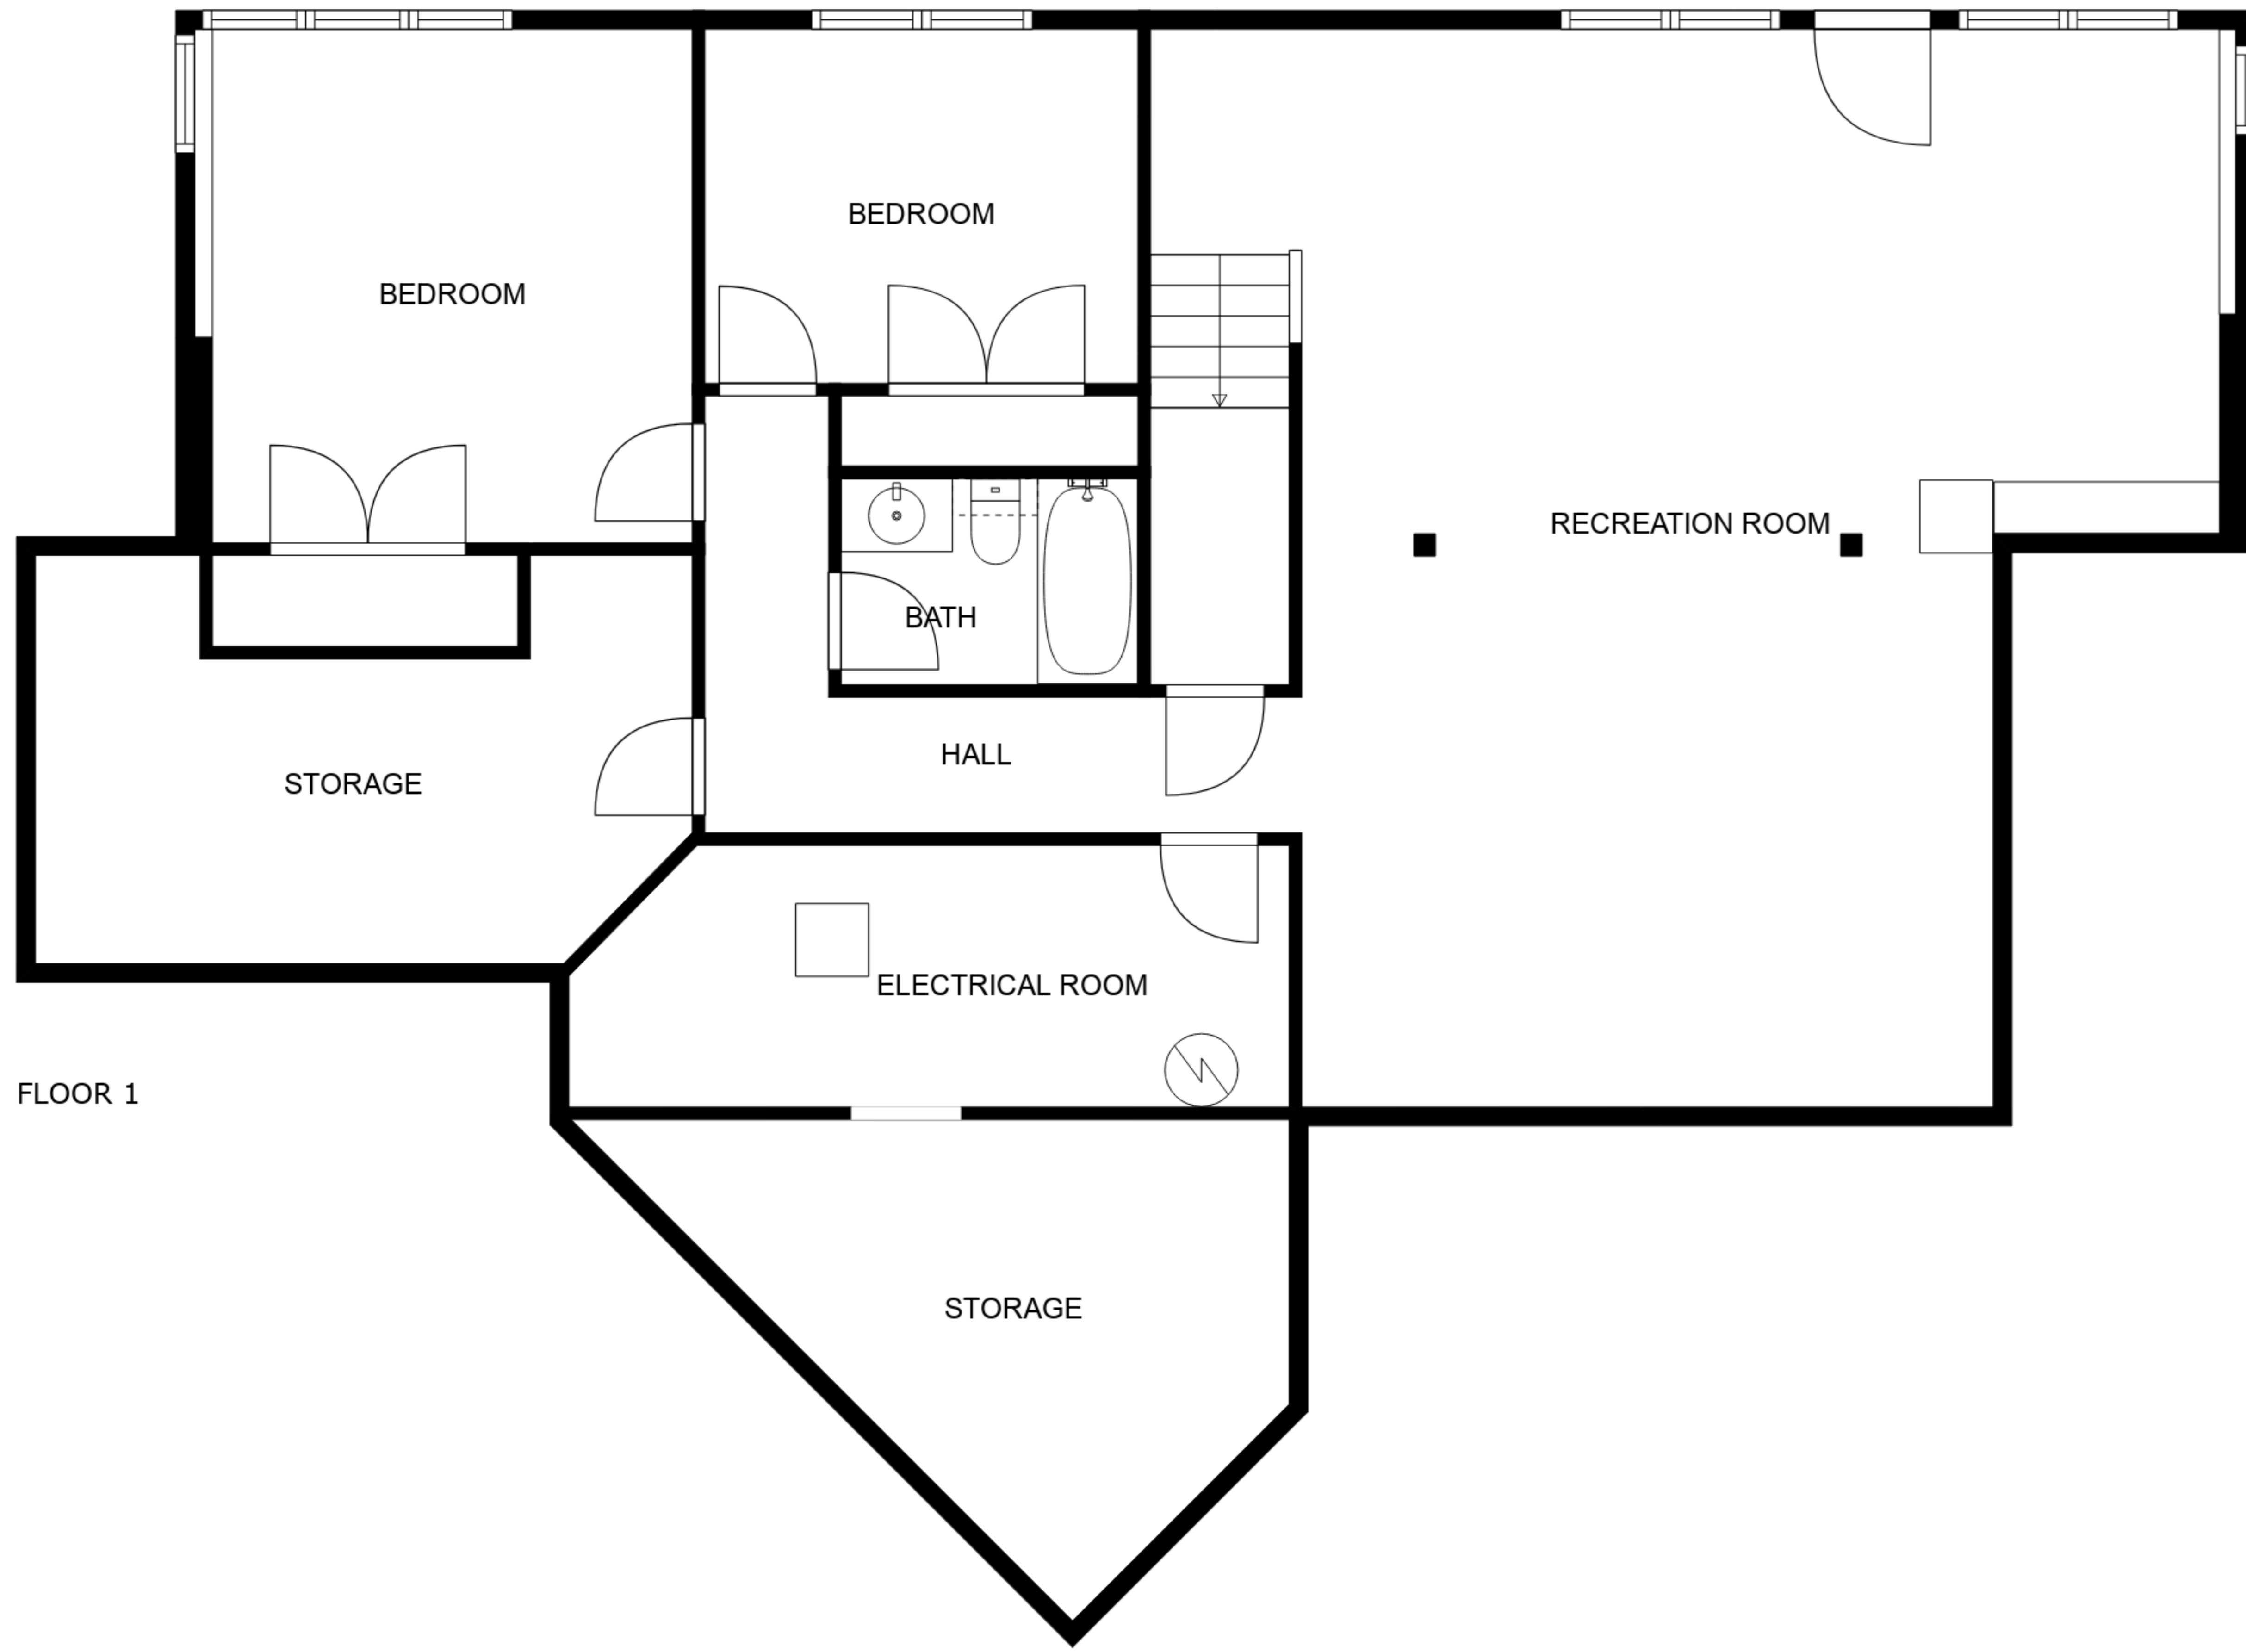 BEDROOM
BEDROOM
RECREATION ROOM
BATH
HALL
STORAGE
ELECTRICAL ROOM
FLOOR 1
STORAGE